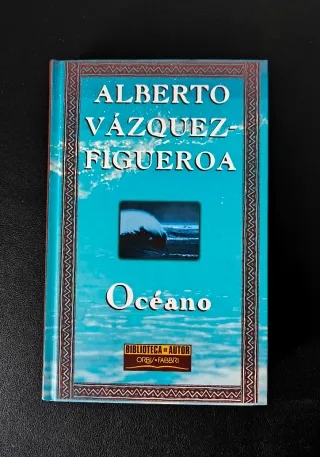 ALBERTO
VÁZQUEZ-
FIGUEROA
Océano
BIBLIOTECA DE AUTOR
ORBIS•FABBRI